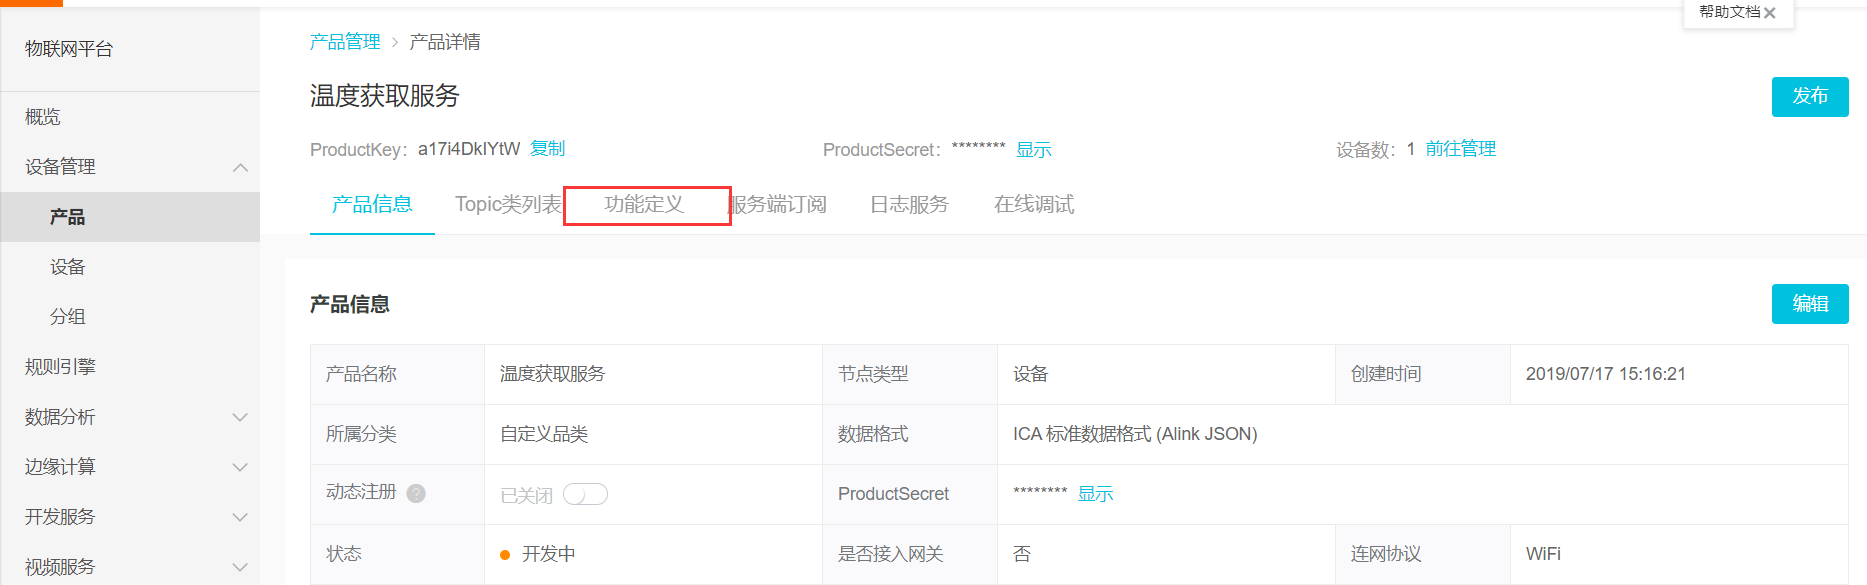 帮助文档
物联网平台
概览
设备管理
产品
设备
分组
规则引擎
数据分析
边缘计算
开发服务
视频服务
产品管理 > 产品详情
温度获取服务
发布
ProductKey: a17i4DkIYtW 复制
ProductSecret: ******** 显示
设备数: 1 前往管理
产品信息 Topic类列表 功能定义 服务端订阅 日志服务 在线调试
产品信息
编辑
产品名称 温度获取服务 节点类型 设备 创建时间 2019/07/17 15:16:21
所属分类 自定义品类 数据格式 ICA 标准数据格式 (Alink JSON)
动态注册 ? 已关闭 ProductSecret ******** 显示
状态 开发中 是否接入网关 否 连网协议 WiFi